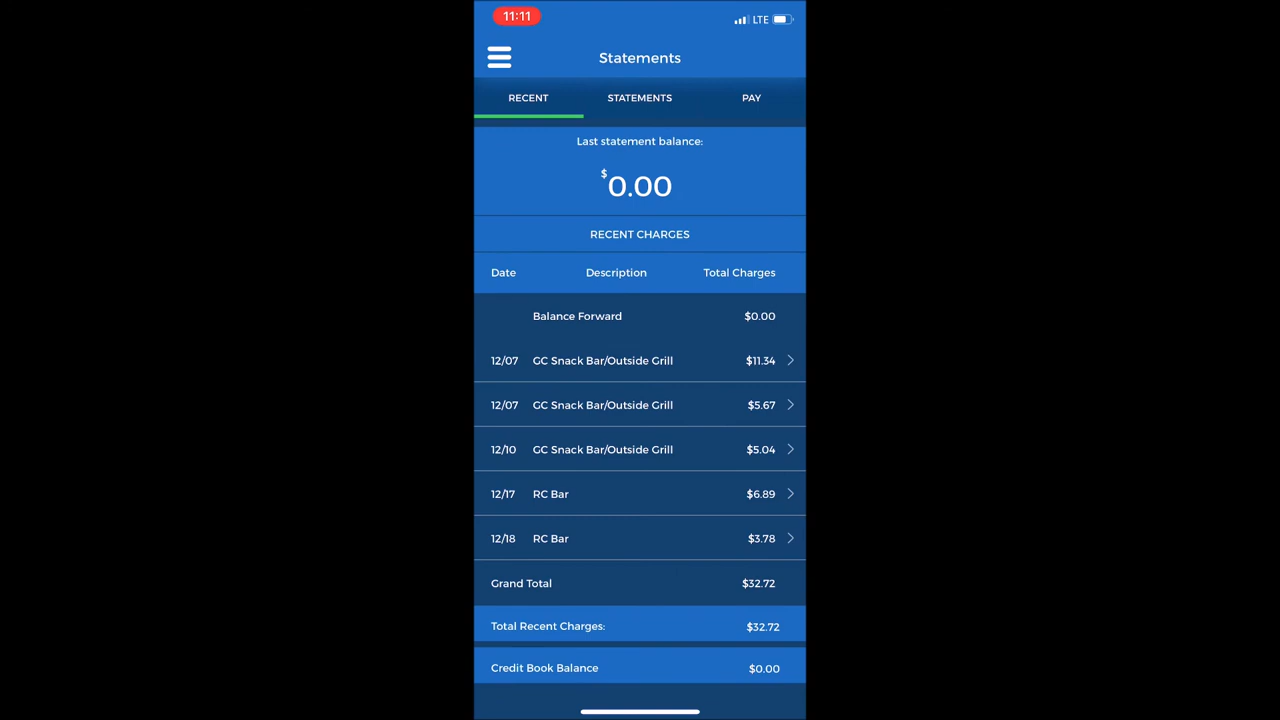 11:11 LTE
Statements
RECENT STATEMENTS PAY
Last statement balance:
$0.00
RECENT CHARGES
Date Description Total Charges
Balance Forward $0.00
12/07 GC Snack Bar/Outside Grill $11.34
12/07 GC Snack Bar/Outside Grill $5.67
12/10 GC Snack Bar/Outside Grill $5.04
12/17 RC Bar $6.89
12/18 RC Bar $3.78
Grand Total $32.72
Total Recent Charges: $32.72
Credit Book Balance $0.00